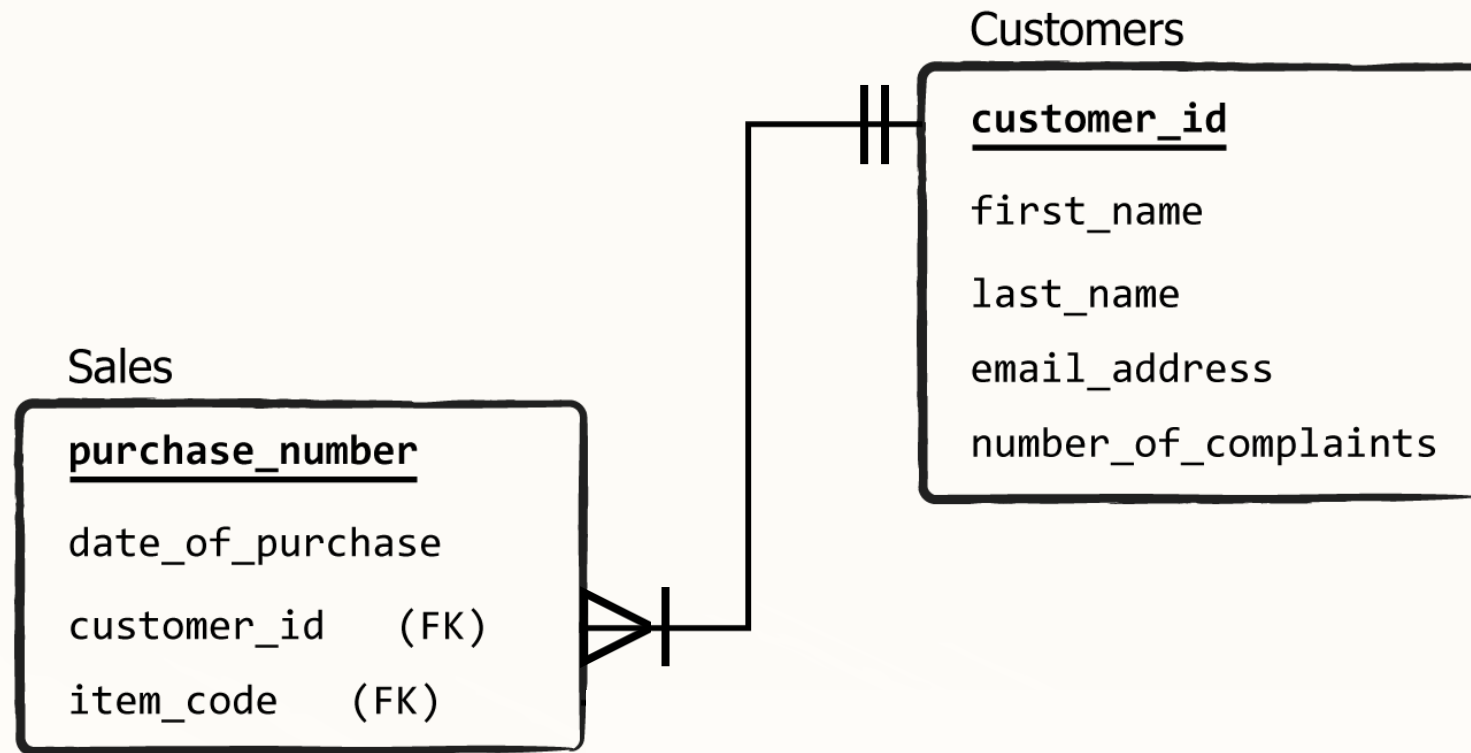 Customers
customer_id
first_name
last_name
email_address
number_of_complaints
Sales
purchase_number
date_of_purchase
customer_id (FK)
item_code (FK)